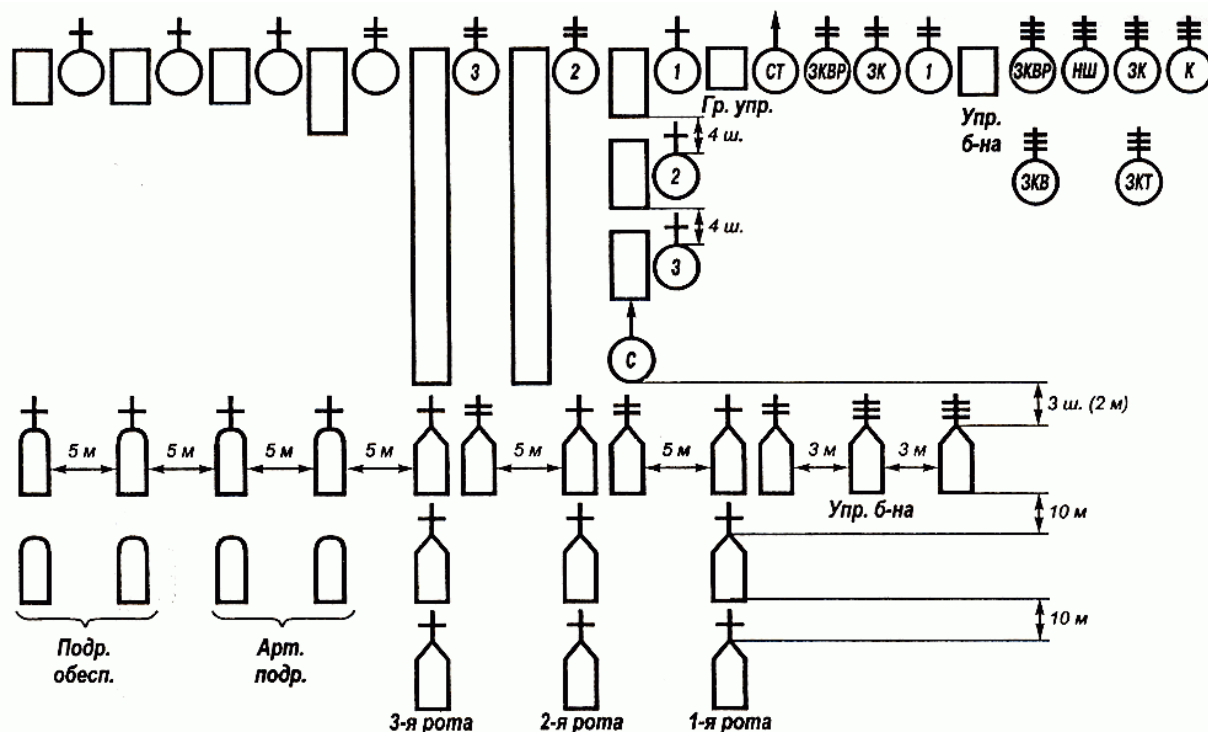 3
2
1
СТ
ЗКВР
ЗК
1
ЗКВР
НШ
ЗК
К
Гр. упр.
Упр.
б-на
4 ш.
2
ЗКВ
ЗКТ
4 ш.
3
С
3 ш. (2 м)
5 м
5 м
5 м
5 м
5 м
5 м
3 м
3 м
Упр. б-на
10 м
10 м
Подр.
обесп.
Арт.
подр.
3-я рота
2-я рота
1-я рота